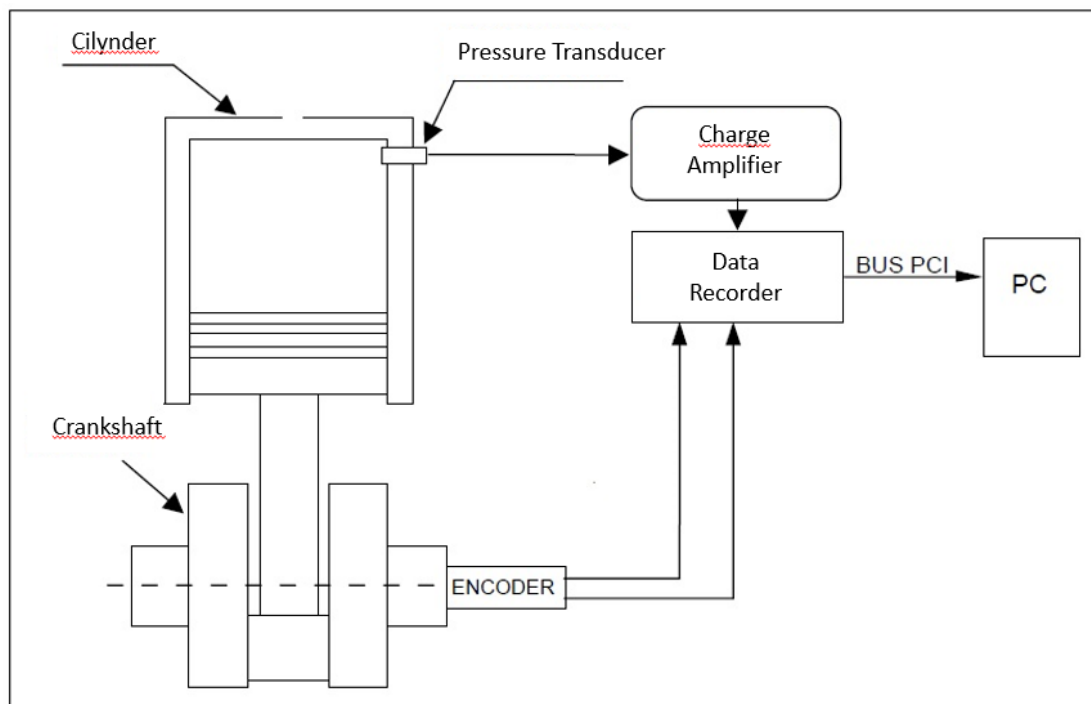 Cilynder
Pressure Transducer
Charge
Amplifier
Data
Recorder
BUS PCI
PC
Crankshaft
ENCODER